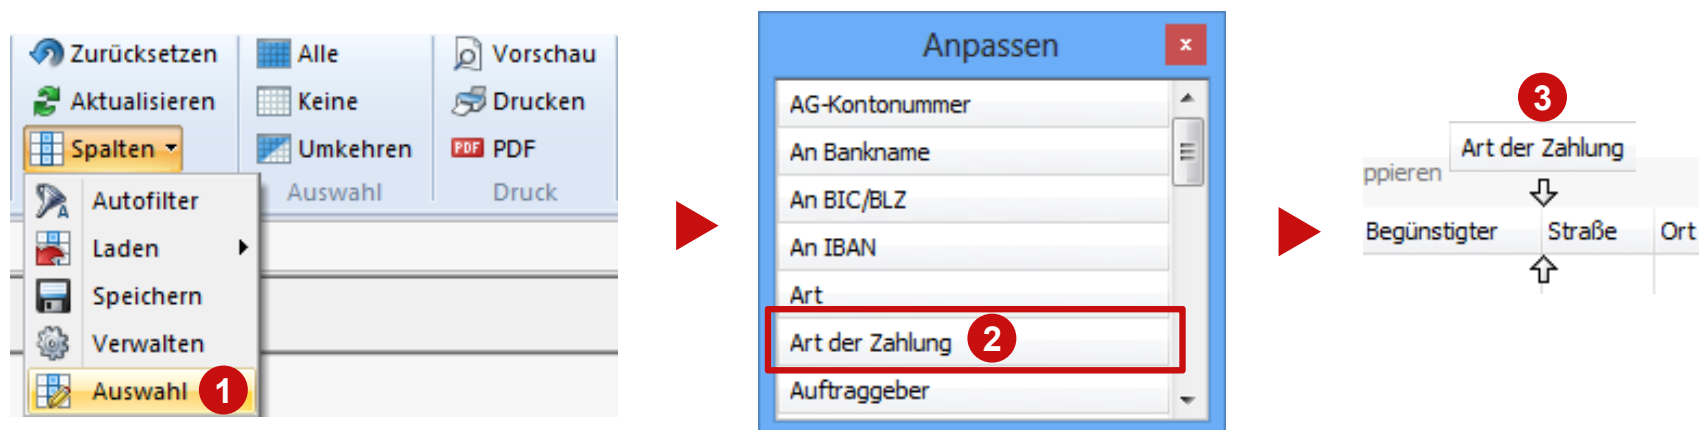 Zurücksetzen
Aktualisieren
Spalten
Autofilter
Laden
Speichern
Verwalten
Auswahl 1
Alle
Keine
Umkehren
Auswahl
Vorschau
Drucken
PDF PDF
Druck
Anpassen x
AG-Kontonummer
An Bankname
An BIC/BLZ
An IBAN
Art
Art der Zahlung 2
Auftraggeber
3
Art der Zahlung
ppieren
Begünstigter Straße Ort